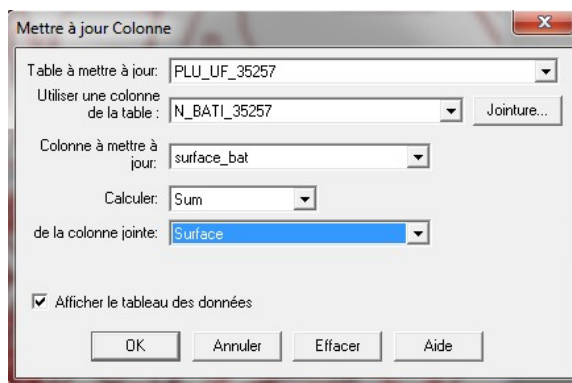 Mettre à jour Colonne
Table à mettre à jour: PLU_UF_35257
Utiliser une colonne
de la table : N_BATI_35257 Jointure...
Colonne à mettre à
jour: surface_bat
Calculer: Sum
de la colonne jointe: Surface
Afficher le tableau des données
OK Annuler Effacer Aide